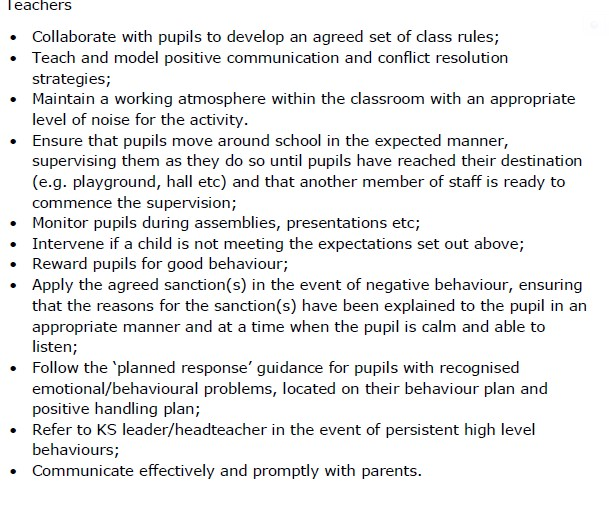 Teachers
• Collaborate with pupils to develop an agreed set of class rules;
• Teach and model positive communication and conflict resolution
strategies;
• Maintain a working atmosphere within the classroom with an appropriate
level of noise for the activity.
• Ensure that pupils move around school in the expected manner,
supervising them as they do so until pupils have reached their destination
(e.g. playground, hall etc) and that another member of staff is ready to
commence the supervision;
• Monitor pupils during assemblies, presentations etc;
• Intervene if a child is not meeting the expectations set out above;
• Reward pupils for good behaviour;
• Apply the agreed sanction(s) in the event of negative behaviour, ensuring
that the reasons for the sanction(s) have been explained to the pupil in an
appropriate manner and at a time when the pupil is calm and able to
listen;
• Follow the ‘planned response’ guidance for pupils with recognised
emotional/behavioural problems, located on their behaviour plan and
positive handling plan;
• Refer to KS leader/headteacher in the event of persistent high level
behaviours;
• Communicate effectively and promptly with parents.